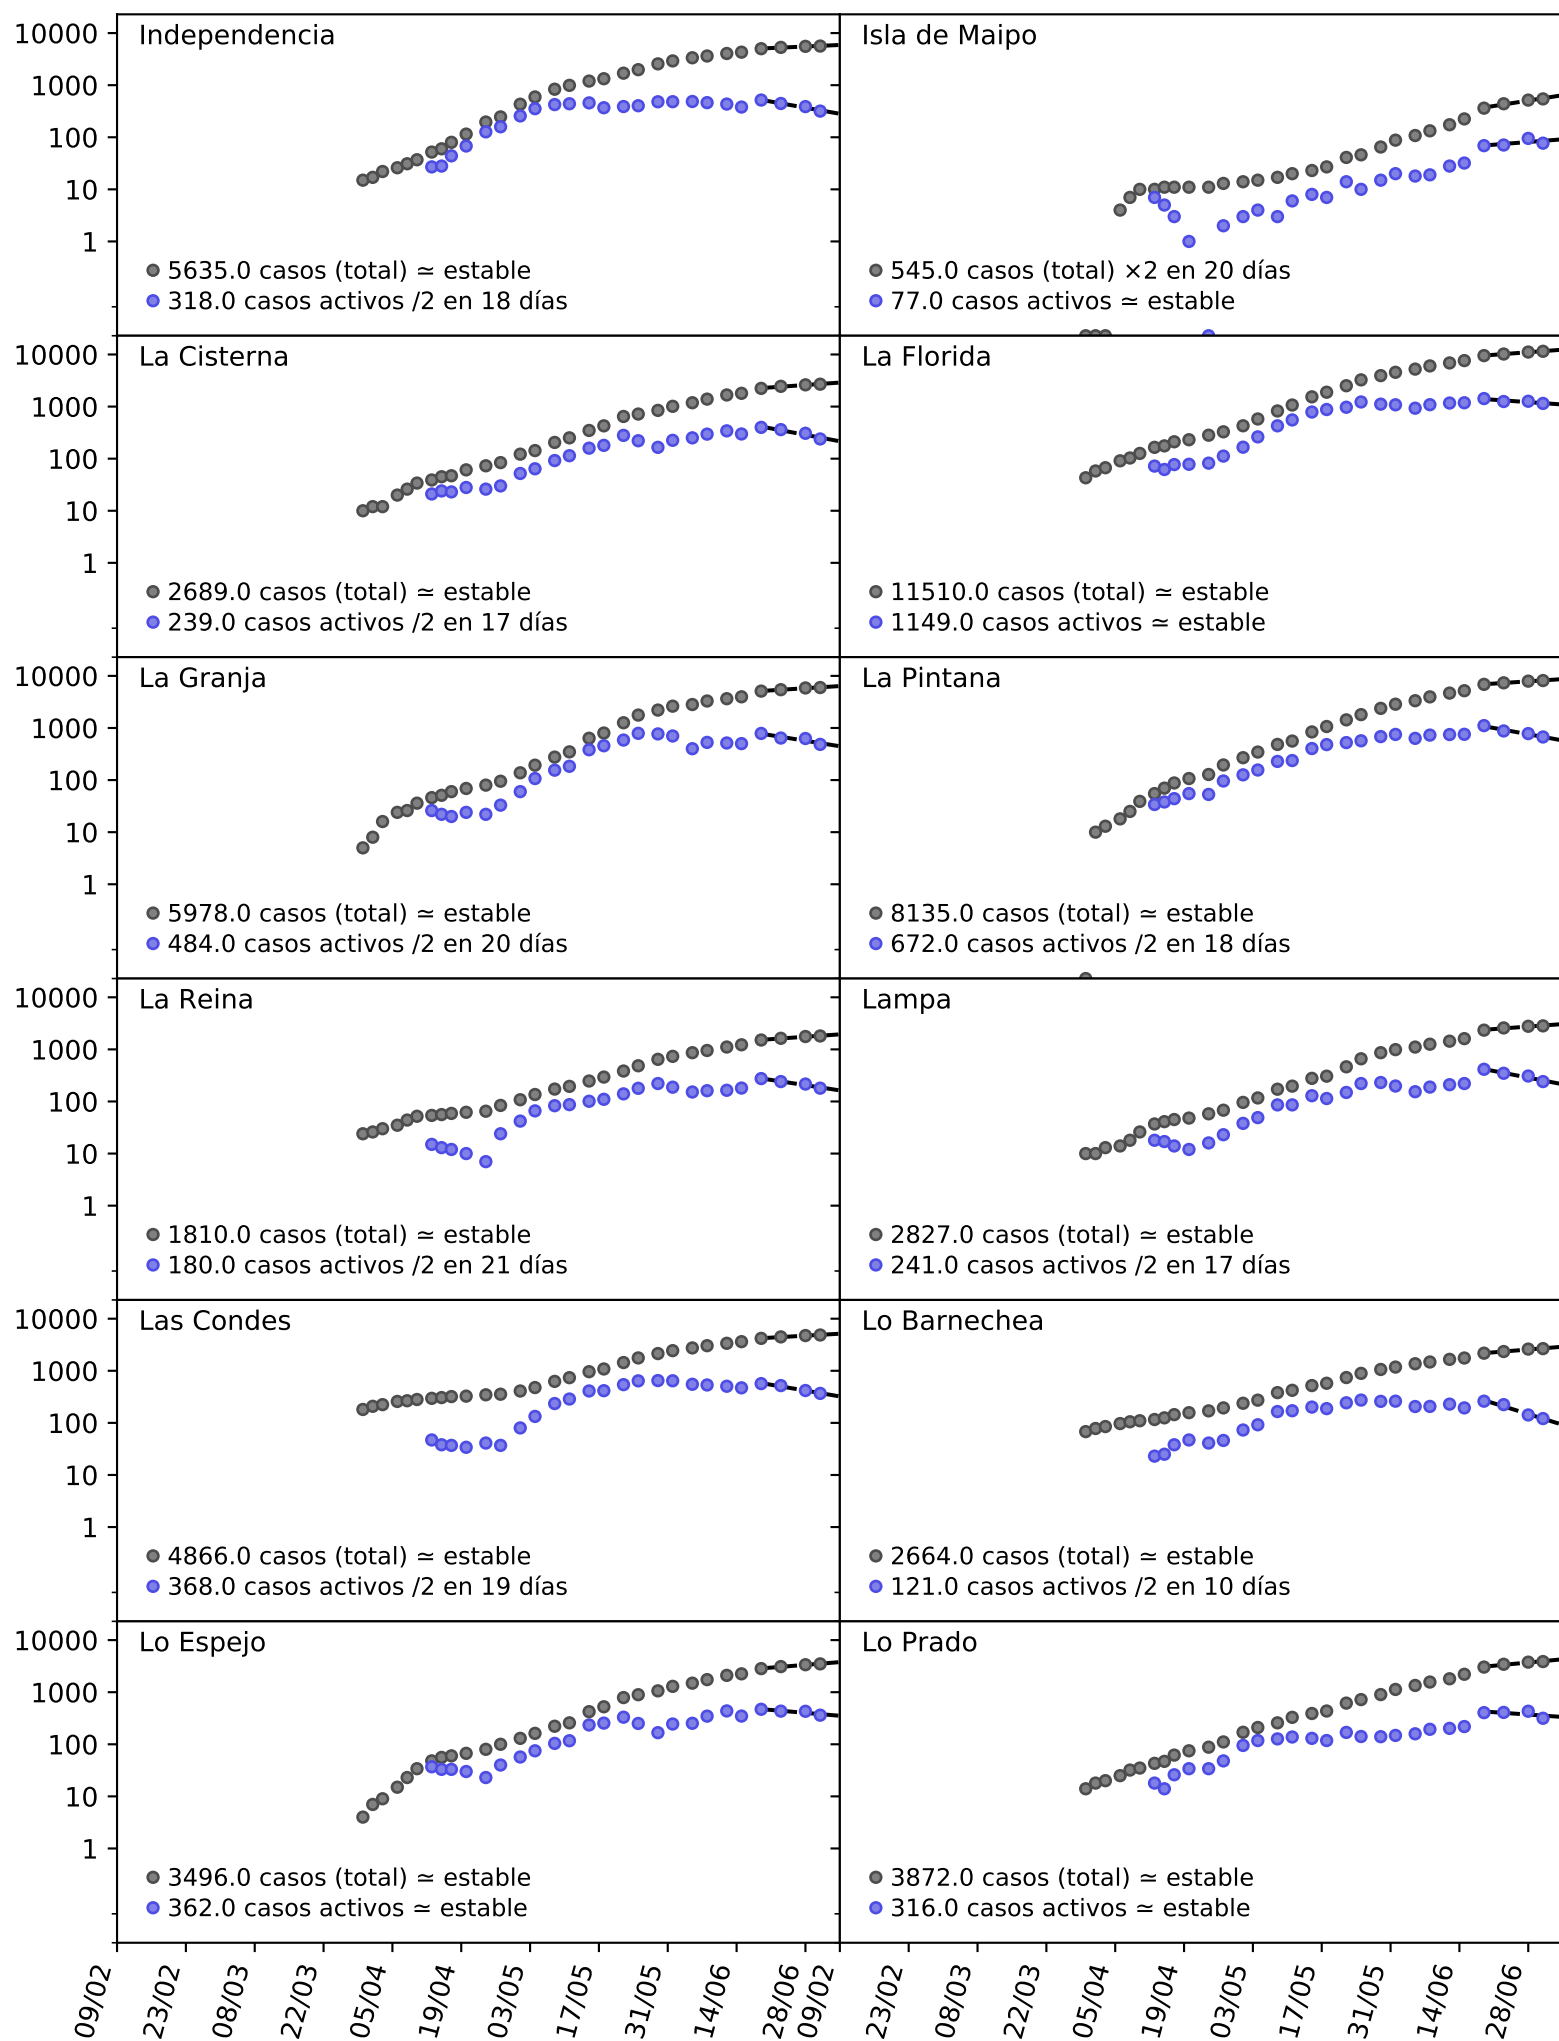 10000
1000
100
10
1
Independencia
5635.0 casos (total) ≃ estable
318.0 casos activos /2 en 18 días
Isla de Maipo
545.0 casos (total) ×2 en 20 días
77.0 casos activos ≃ estable
10000
1000
100
10
1
La Cisterna
2689.0 casos (total) ≃ estable
239.0 casos activos /2 en 17 días
La Florida
11510.0 casos (total) ≃ estable
1149.0 casos activos ≃ estable
10000
1000
100
10
1
La Granja
5978.0 casos (total) ≃ estable
484.0 casos activos /2 en 20 días
La Pintana
8135.0 casos (total) ≃ estable
672.0 casos activos /2 en 18 días
10000
1000
100
10
1
La Reina
1810.0 casos (total) ≃ estable
180.0 casos activos /2 en 21 días
Lampa
2827.0 casos (total) ≃ estable
241.0 casos activos /2 en 17 días
10000
1000
100
10
1
Las Condes
4866.0 casos (total) ≃ estable
368.0 casos activos /2 en 19 días
Lo Barnechea
2664.0 casos (total) ≃ estable
121.0 casos activos /2 en 10 días
10000
1000
100
10
1
Lo Espejo
3496.0 casos (total) ≃ estable
362.0 casos activos ≃ estable
Lo Prado
3872.0 casos (total) ≃ estable
316.0 casos activos ≃ estable
09/02
23/02
08/03
22/03
05/04
19/04
03/05
17/05
31/05
14/06
28/06
09/02
23/02
08/03
22/03
05/04
19/04
03/05
17/05
31/05
14/06
28/06